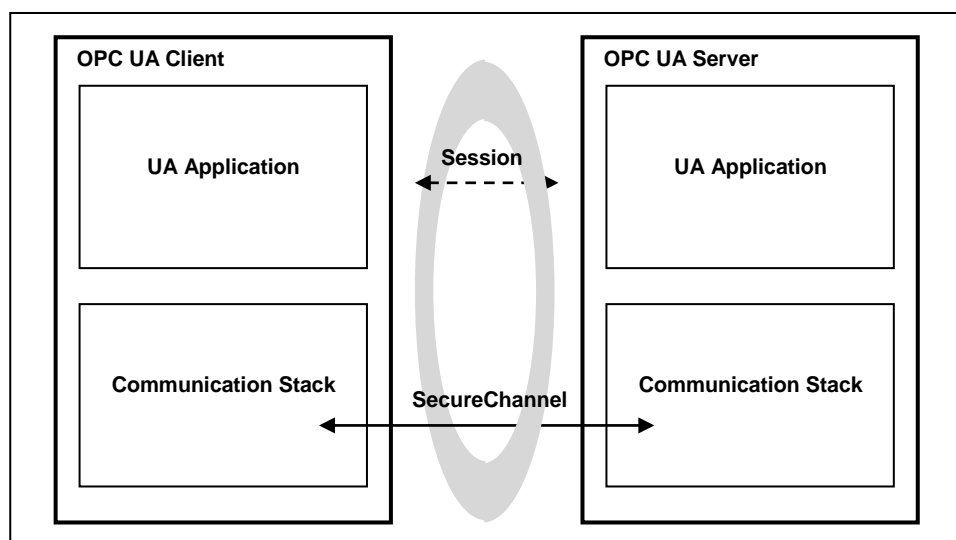 OPC UA Client
OPC UA Server
UA Application
Session
UA Application
Communication Stack
SecureChannel
Communication Stack